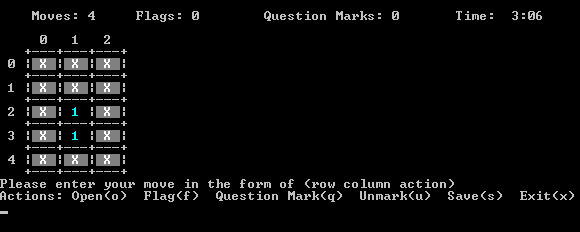 Moves: 4 Flags: 0 Question Marks: 0 Time: 3:06
0 1 2
+---+---+---+
0 ¦ X ¦ X ¦ X ¦
+---+---+---+
1 ¦ X ¦ X ¦ X ¦
+---+---+---+
2 ¦ X ¦ 1 ¦ X ¦
+---+---+---+
3 ¦ X ¦ 1 ¦ X ¦
+---+---+---+
4 ¦ X ¦ X ¦ X ¦
+---+---+---+
Please enter your move in the form of (row column action)
Actions: Open(o) Flag(f) Question Mark(q) Unmark(u) Save(s) Exit(x)